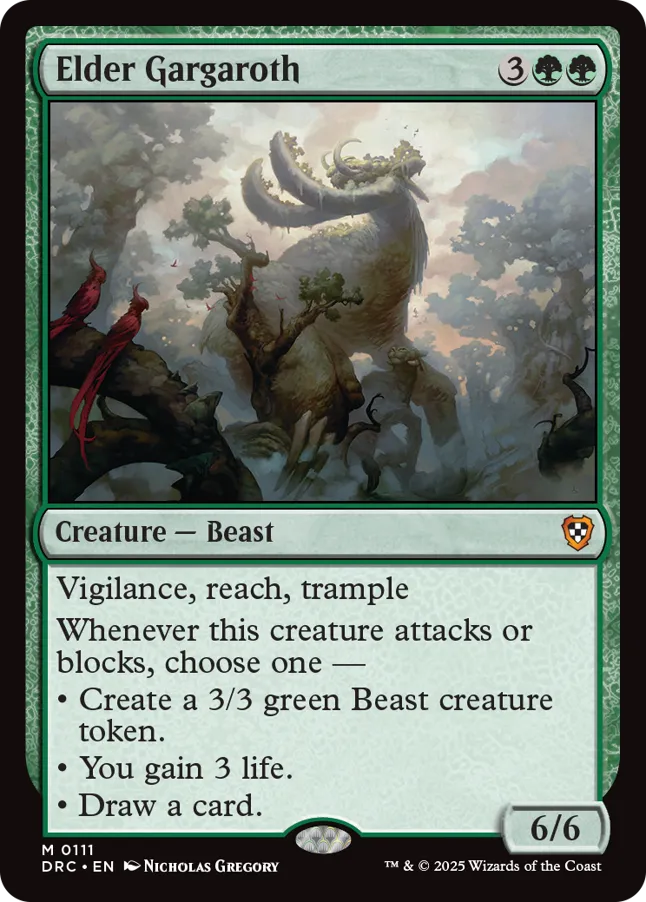 Elder Gargaroth 3
Creature — Beast
Vigilance, reach, trample
Whenever this creature attacks or
blocks, choose one —
• Create a 3/3 green Beast creature
token.
• You gain 3 life.
• Draw a card.
6/6
M 0111
DRC • EN Nicholas Gregory
™ & © 2025 Wizards of the Coast